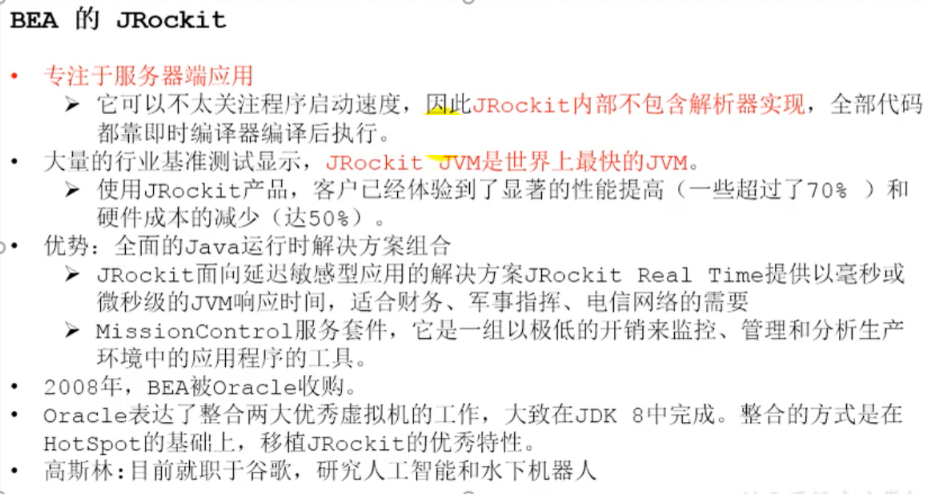 BEA 的 JRockit
• 专注于服务器端应用
➢ 它可以不太关注程序启动速度，因此JRockit内部不包含解析器实现，全部代码
都靠即时编译器编译后执行。
• 大量的行业基准测试显示，JRockit JVM是世界上最快的JVM。
➢ 使用JRockit产品，客户已经体验到了显著的性能提高（一些超过了70% ）和
硬件成本的减少（达50%）。
• 优势：全面的Java运行时解决方案组合
➢ JRockit面向延迟敏感型应用的解决方案JRockit Real Time提供以毫秒或
微秒级的JVM响应时间，适合财务、军事指挥、电信网络的需要
➢ MissionControl服务套件，它是一组以极低的开销来监控、管理和分析生产
环境中的应用程序的工具。
• 2008年，BEA被Oracle收购。
• Oracle表达了整合两大优秀虚拟机的工作，大致在JDK 8中完成。整合的方式是在
HotSpot的基础上，移植JRockit的优秀特性。
• 高斯林:目前就职于谷歌，研究人工智能和水下机器人